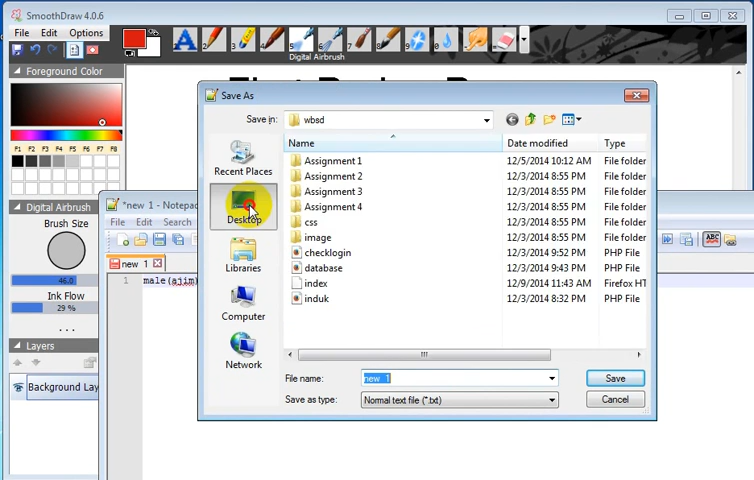 SmoothDraw 4.0.6
File Edit Options
Digital Airbrush
Foreground Color
P1 P2 P3 P4 P5 P6 P7
Digital Airbrush
Brush Size
46.0
Ink Flow
29 %
...
Layers
Background Lay
*new 1 - Notepa
File Edit Search
new 1
1 male(ajim)
Save As
Save in: wbsd
Recent Places
Desktop
Libraries
Computer
Network
Name Date modified Type
Assignment 1 12/5/2014 10:12 AM File folder
Assignment 2 12/3/2014 8:55 PM File folder
Assignment 3 12/3/2014 8:55 PM File folder
Assignment 4 12/3/2014 8:55 PM File folder
css 12/3/2014 8:55 PM File folder
image 12/3/2014 8:55 PM File folder
checklogin 12/3/2014 9:52 PM PHP File
database 12/3/2014 9:43 PM PHP File
index 12/9/2014 11:43 AM Firefox HT
induk 12/3/2014 8:32 PM PHP File
File name: new 1
Save
Save as type: Normal text file (*.txt)
Cancel
ABC